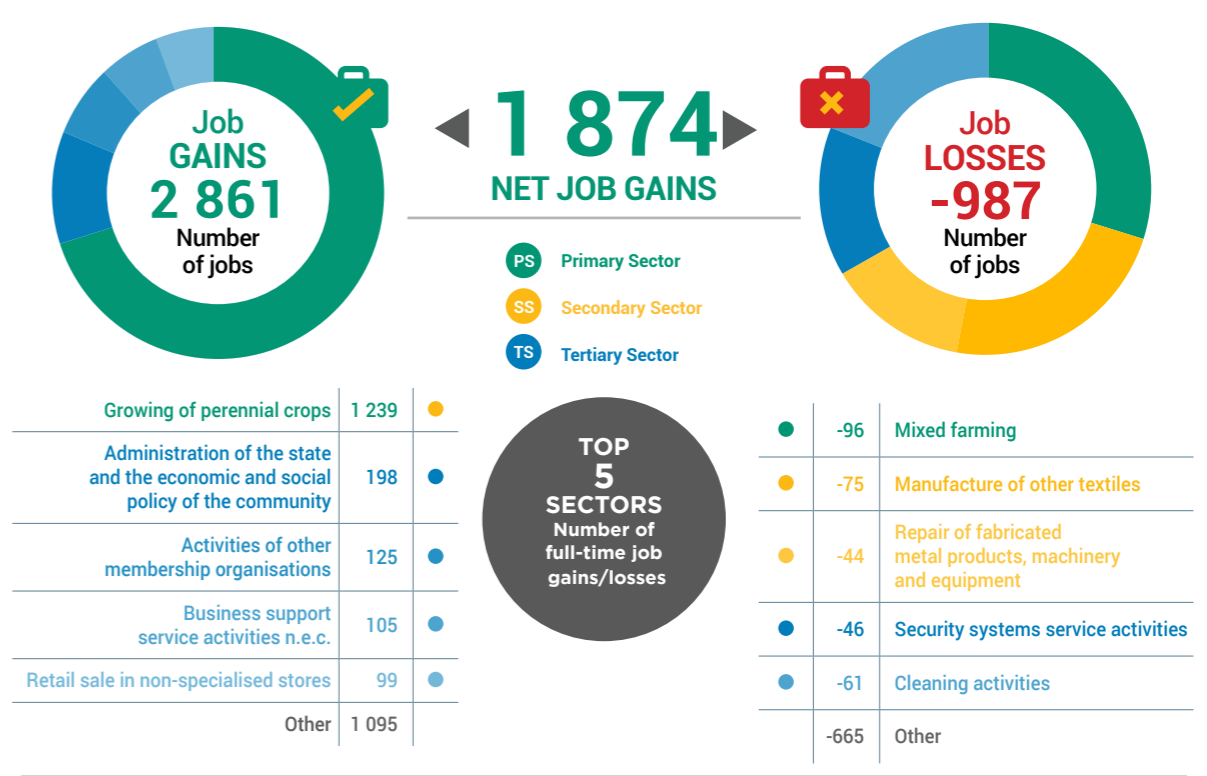 Job
GAINS
2 861
Number
of jobs
1 874
NET JOB GAINS
Job
LOSSES
-987
Number
of jobs
PS Primary Sector
SS Secondary Sector
TS Tertiary Sector
Growing of perennial crops 1 239
Administration of the state
and the economic and social
policy of the community
198
Activities of other
membership organisations
125
Business support
service activities n.e.c.
105
Retail sale in non-specialised stores 99
Other 1 095
TOP
5
SECTORS
Number of
full-time job
gains/losses
-96 Mixed farming
-75 Manufacture of other textiles
-44
Repair of fabricated
metal products, machinery
and equipment
-46 Security systems service activities
-61 Cleaning activities
-665 Other